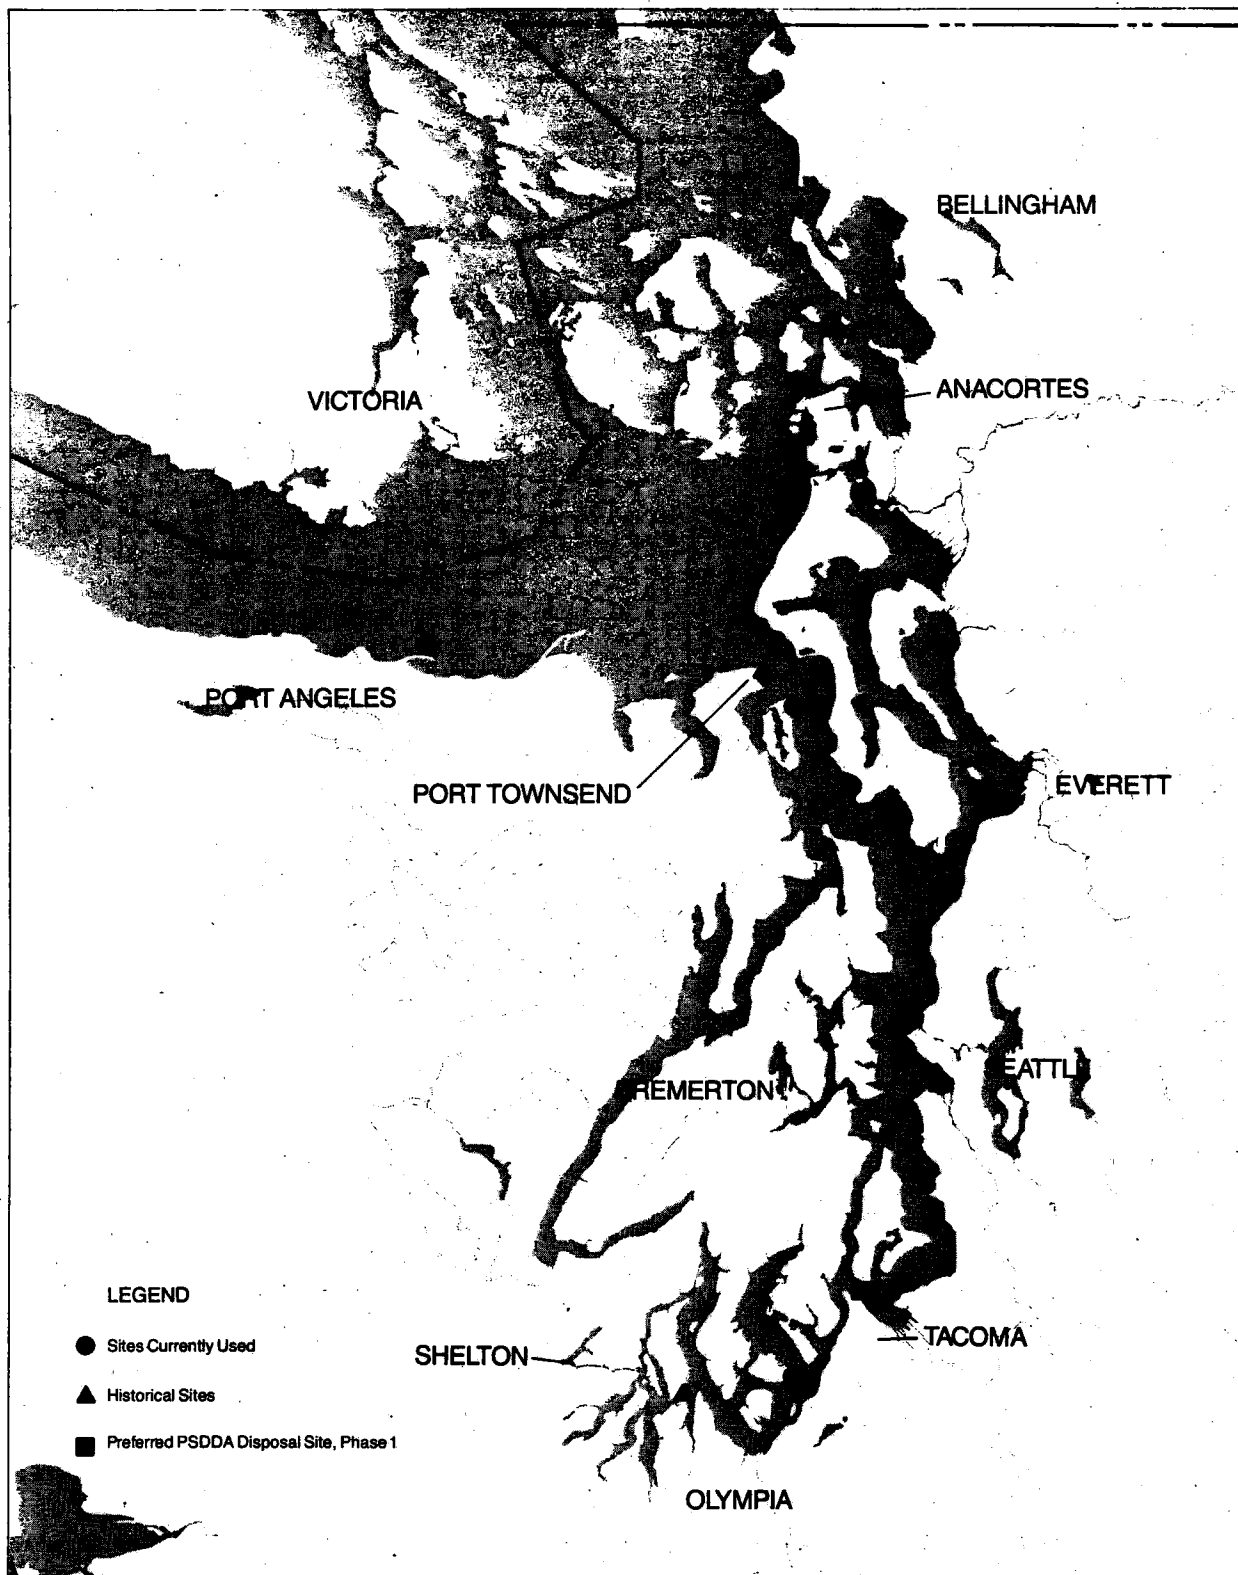 BELLINGHAM
ANACORTES
VICTORIA
PORT ANGELES
PORT TOWNSEND
EVERETT
SEATTLE
BREMERTON
LEGEND
Sites Currently Used
Historical Sites
Preferred PSDDA Disposal Site, Phase 1
SHELTON
TACOMA
OLYMPIA